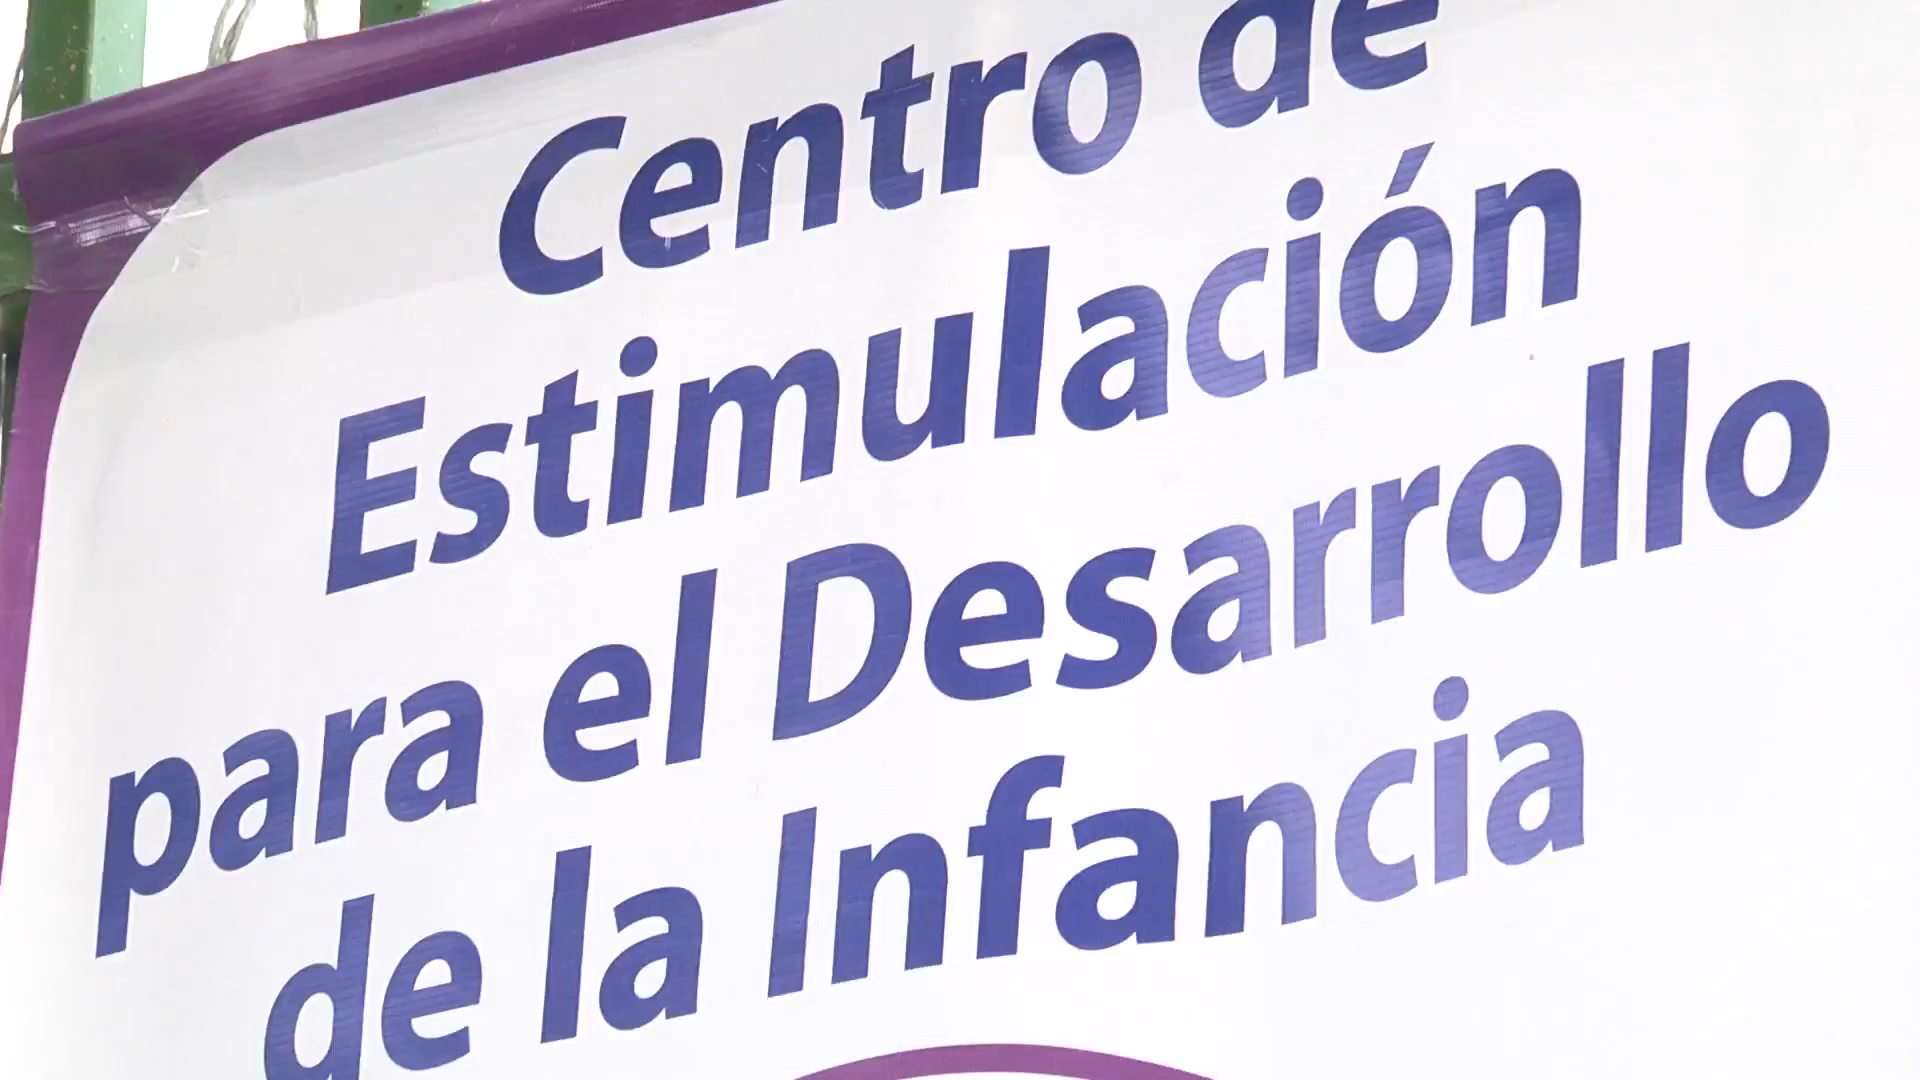 Centro de
Estimulación
para el Desarrollo
de la Infancia